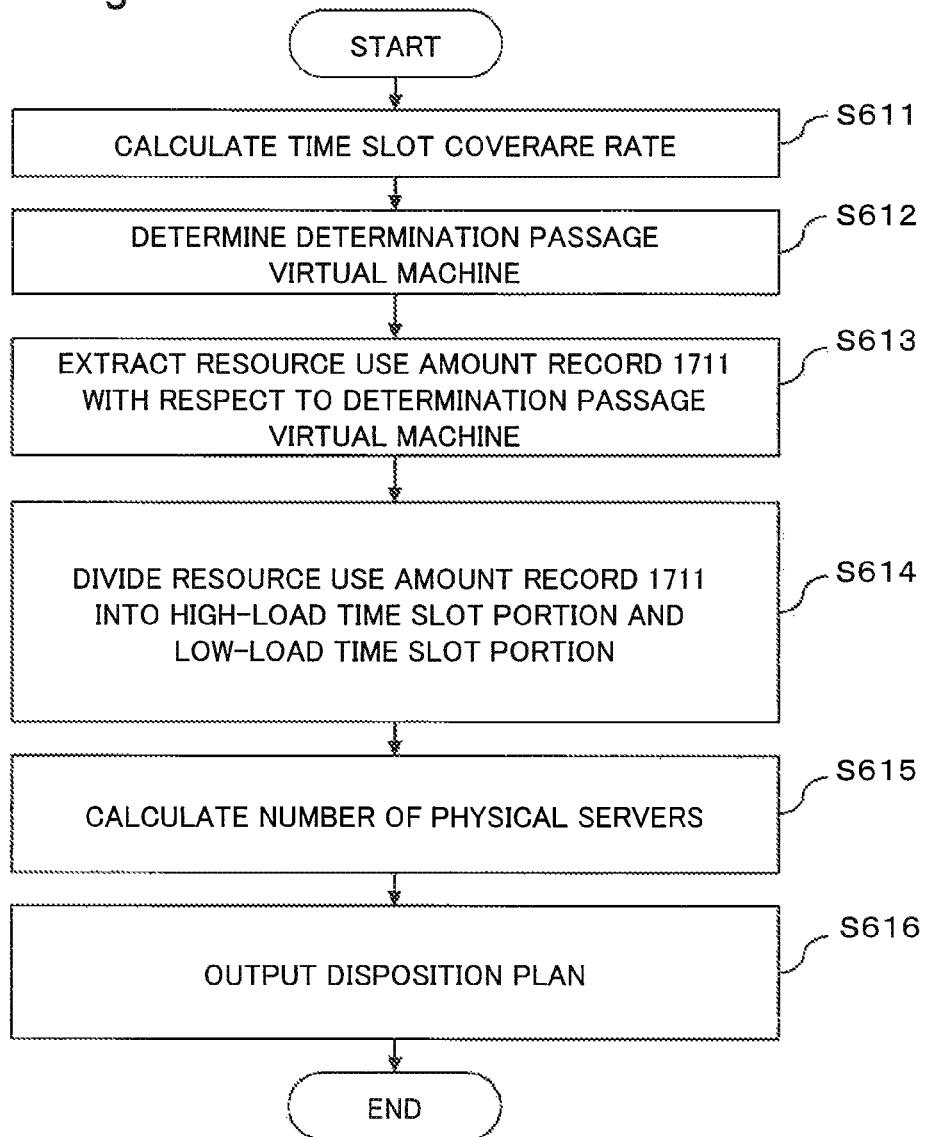 START
CALCULATE TIME SLOT COVERARE RATE
S611
DETERMINE DETERMINATION PASSAGE
VIRTUAL MACHINE
S612
EXTRACT RESOURCE USE AMOUNT RECORD 1711
WITH RESPECT TO DETERMINATION PASSAGE
VIRTUAL MACHINE
S613
DIVIDE RESOURCE USE AMOUNT RECORD 1711
INTO HIGH-LOAD TIME SLOT PORTION AND
LOW-LOAD TIME SLOT PORTION
S614
CALCULATE NUMBER OF PHYSICAL SERVERS
S615
OUTPUT DISPOSITION PLAN
S616
END